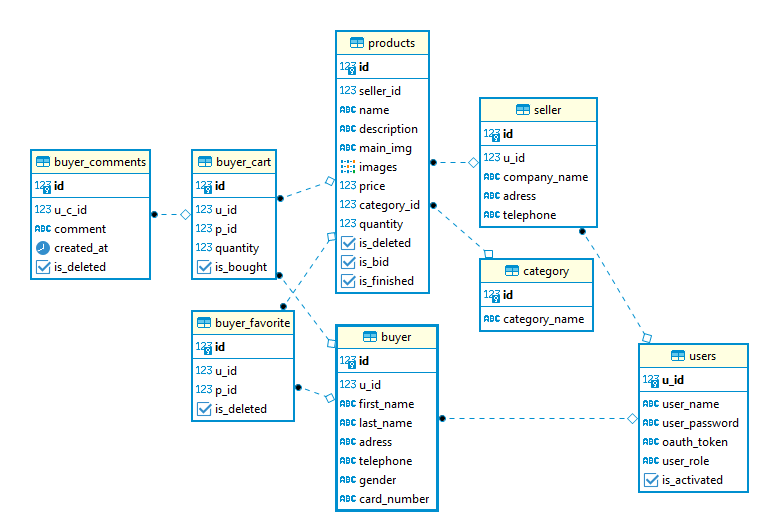 products
123 id
123 seller_id
ABC name
ABC description
ABC main_img
images
123 price
123 category_id
123 quantity
is_deleted
is_bid
is_finished
seller
123 id
123 u_id
ABC company_name
ABC adress
ABC telephone
buyer_comments
123 id
123 u_c_id
ABC comment
created_at
is_deleted
buyer_cart
123 id
123 u_id
123 p_id
123 quantity
is_bought
category
123 id
ABC category_name
buyer_favorite
123 id
123 u_id
123 p_id
is_deleted
buyer
123 id
123 u_id
ABC first_name
ABC last_name
ABC adress
ABC telephone
ABC gender
ABC card_number
users
123 u_id
ABC user_name
ABC user_password
ABC oauth_token
ABC user_role
is_activated